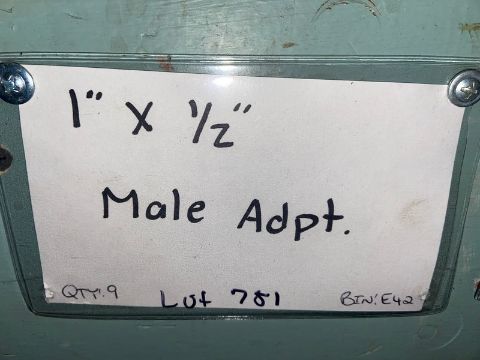 1" X 1/2"
Male Adpt.
QTY: 9 Lot 781 BIN: E42